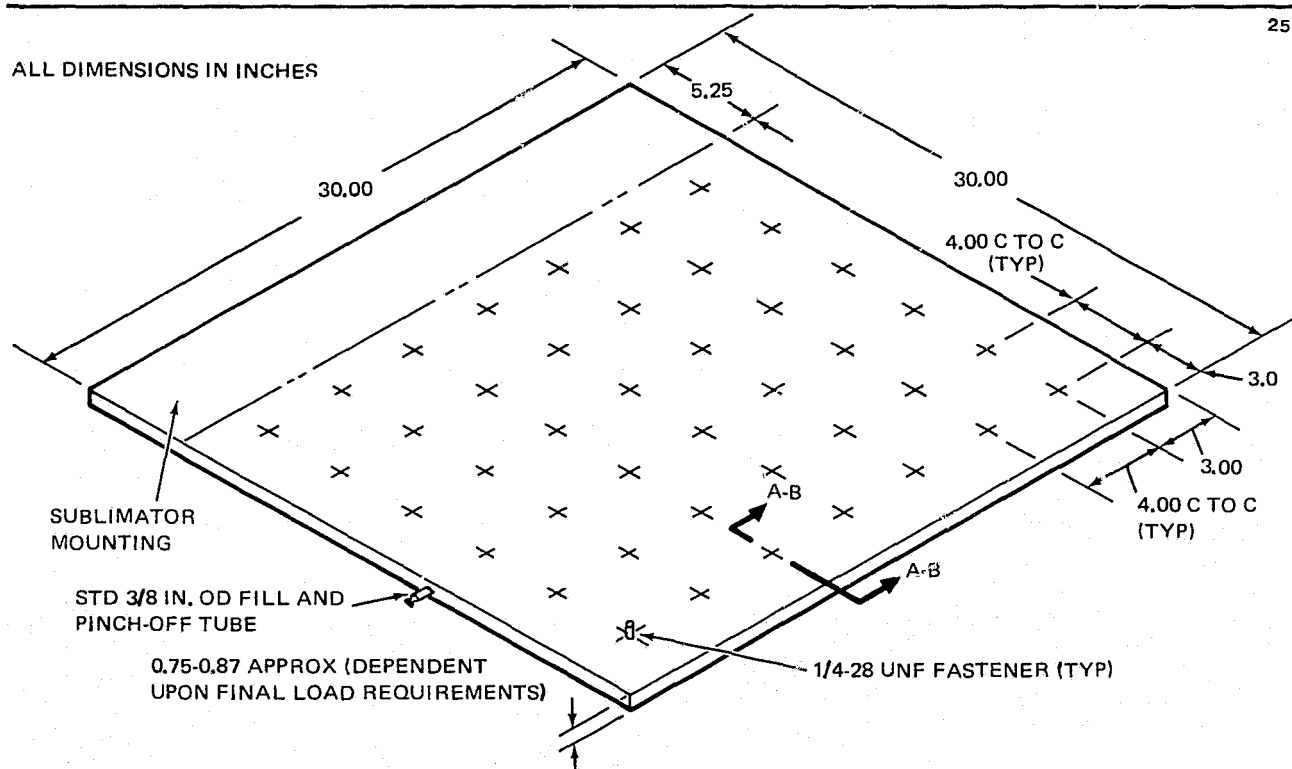 25
ALL DIMENSIONS IN INCHES
5.25
30.00
30.00
4.00 C TO C
(TYP)
3.0
3.00
4.00 C TO C
(TYP)
A-B
A-B
SUBLIMATOR
MOUNTING
STD 3/8 IN. OD FILL AND
PINCH-OFF TUBE
0.75-0.87 APPROX (DEPENDENT
UPON FINAL LOAD REQUIREMENTS)
1/4-28 UNF FASTENER (TYP)